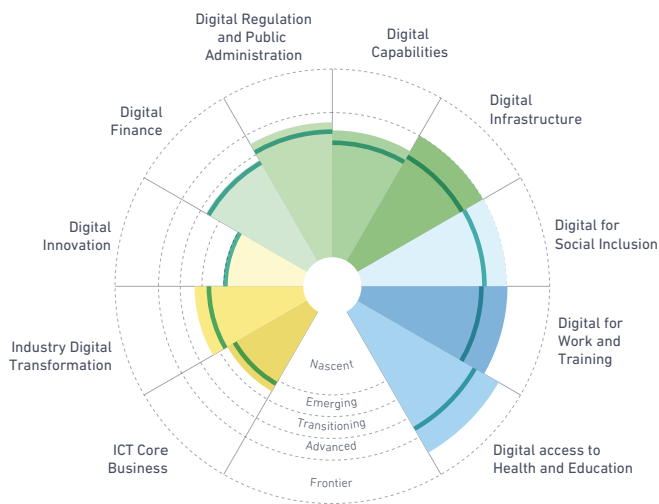 Digital Regulation
and Public
Administration
Digital
Capabilities
Digital
Infrastructure
Digital for
Social Inclusion
Digital for
Work and
Training
Digital access to
Health and Education
ICT Core
Business
Industry Digital
Transformation
Digital
Innovation
Digital
Finance
Nascent
Emerging
Transitioning
Advanced
Frontier